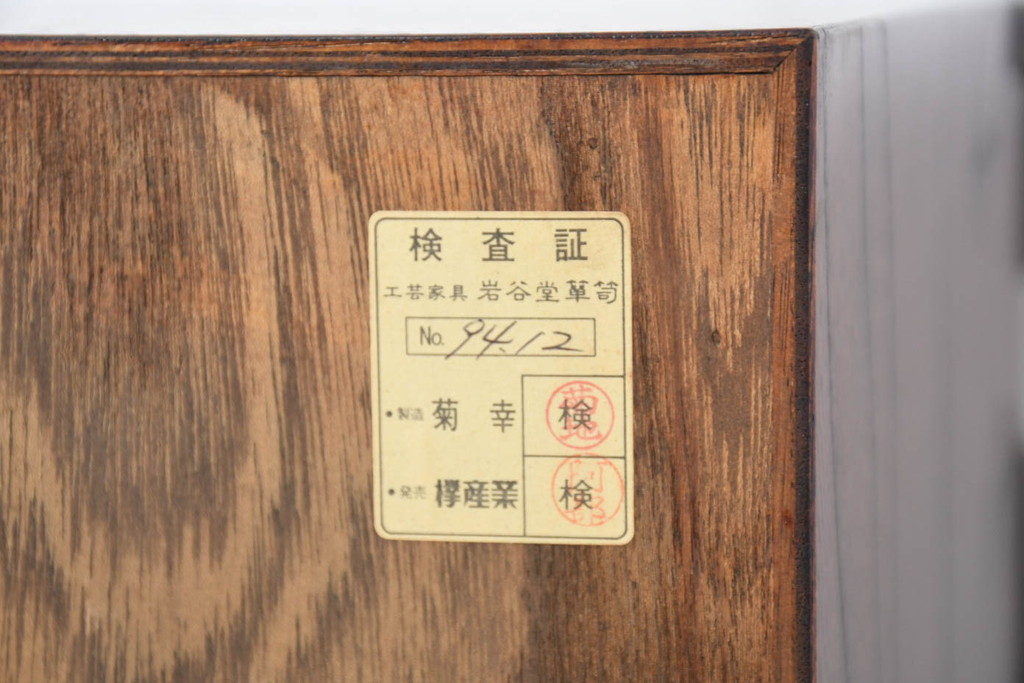 検査証
工芸家具 岩谷堂箪笥
No. 94.12
・製造 菊幸 検
・発売 欅産業 検